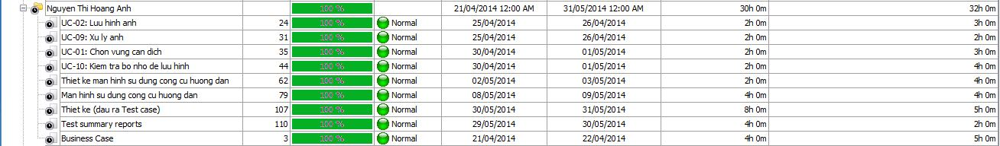 Nguyen Thi Hoang Anh 100 % 21/04/2014 12:00 AM 31/05/2014 12:00 AM 30h 0m 32h 0m
UC-02: Luu hinh anh 24 100 % Normal 25/04/2014 26/04/2014 2h 0m 3h 0m
UC-09: Xu ly anh 31 100 % Normal 25/04/2014 26/04/2014 2h 0m 2h 0m
UC-01: Chon vung can dich 35 100 % Normal 30/04/2014 01/05/2014 2h 0m 3h 0m
UC-10: Kiem tra bo nho de luu hinh 44 100 % Normal 30/04/2014 01/05/2014 2h 0m 4h 0m
Thiet ke man hinh su dung cong cu huong dan 62 100 % Normal 02/05/2014 03/05/2014 2h 0m 4h 0m
Man hinh su dung cong cu huong dan 79 100 % Normal 08/05/2014 09/05/2014 4h 0m 4h 0m
Thiet ke (dau ra Test case) 107 100 % Normal 30/05/2014 31/05/2014 8h 0m 5h 0m
Test summary reports 110 100 % Normal 29/05/2014 30/05/2014 4h 0m 2h 0m
Business Case 3 100 % Normal 21/04/2014 22/04/2014 4h 0m 5h 0m